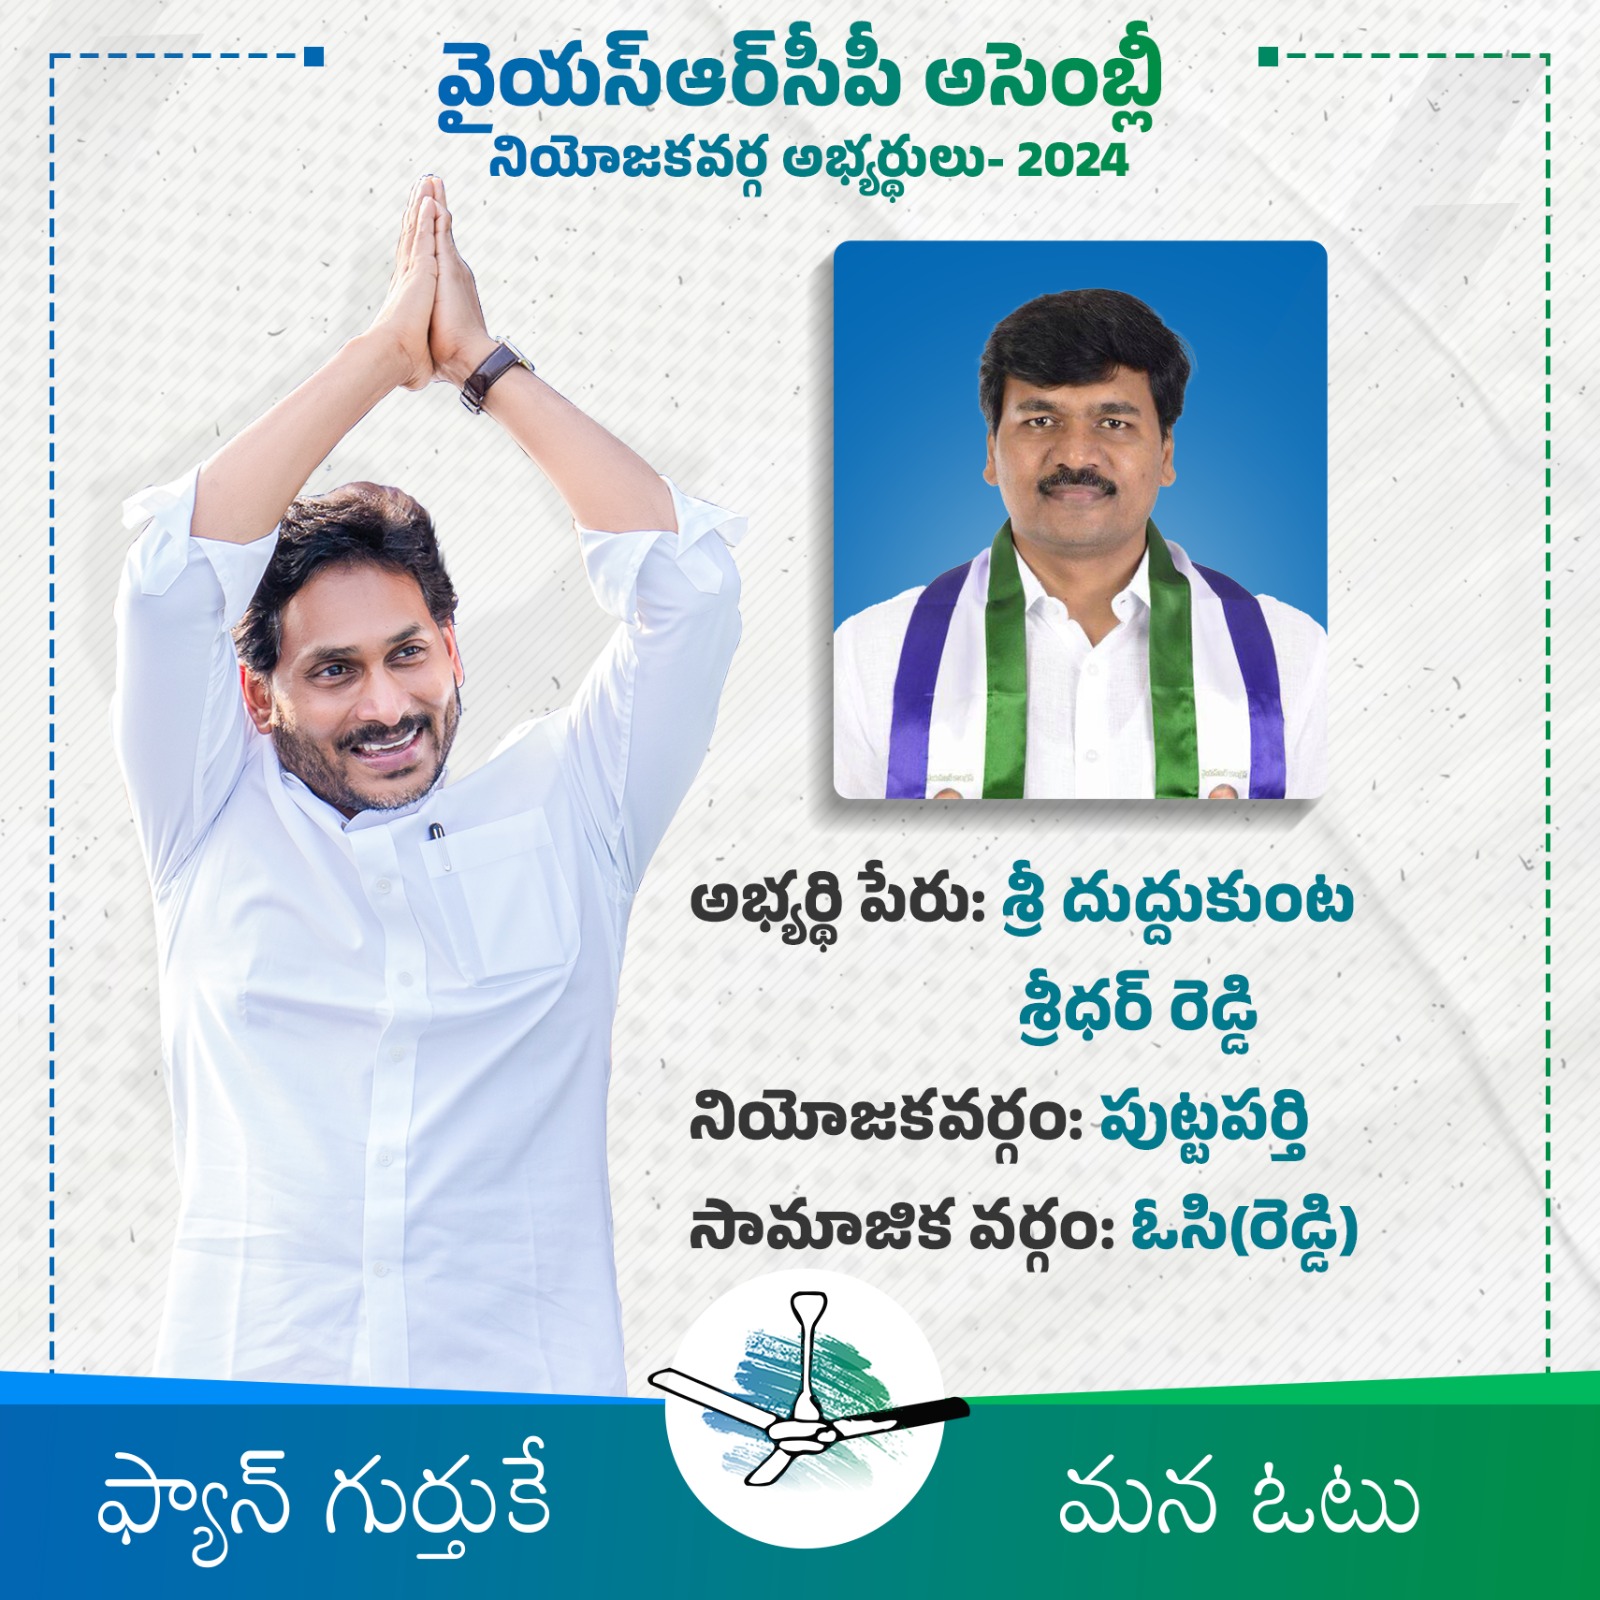 వైయస్ఆర్‌సీపీ అసెంబ్లీ
నియోజకవర్గ అభ్యర్థులు- 2024
అభ్యర్థి పేరు: శ్రీ దుద్దుకుంట
శ్రీధర్ రెడ్డి
నియోజకవర్గం: పుట్టపర్తి
సామాజిక వర్గం: ఓసి(రెడ్డి)
ఫ్యాన్ గుర్తుకే
మన ఓటు